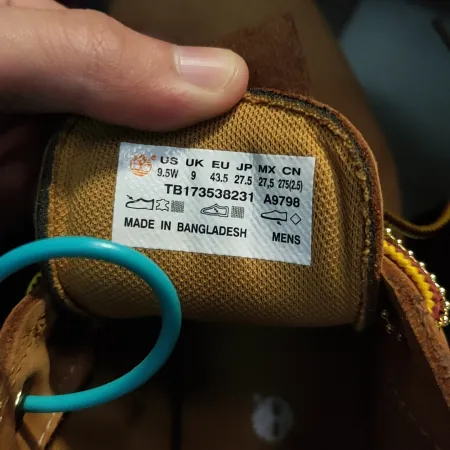 US UK EU JP MX CN
9.5W 9 43.5 27.5 27,5 275(2.5)
TB173538231 A9798
MADE IN BANGLADESH MENS